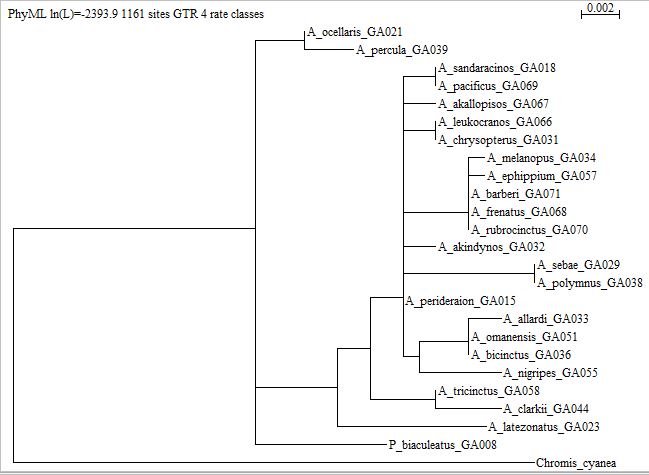 PhyML ln(L)=-2393.9 1161 sites GTR 4 rate classes
0.002
A_ocellaris_GA021
A_percula_GA039
A_sandaracinos_GA018
A_pacificus_GA069
A_akallopisos_GA067
A_leukocranos_GA066
A_chrysopterus_GA031
A_melanopus_GA034
A_ephippium_GA057
A_barberi_GA071
A_frenatus_GA068
A_rubrocinctus_GA070
A_akindynos_GA032
A_sebae_GA029
A_polymnus_GA038
A_perideraion_GA015
A_allardi_GA033
A_omanensis_GA051
A_bicinctus_GA036
A_nigripes_GA055
A_tricinctus_GA058
A_clarkii_GA044
A_latezonatus_GA023
P_biaculeatus_GA008
Chromis_cyanea